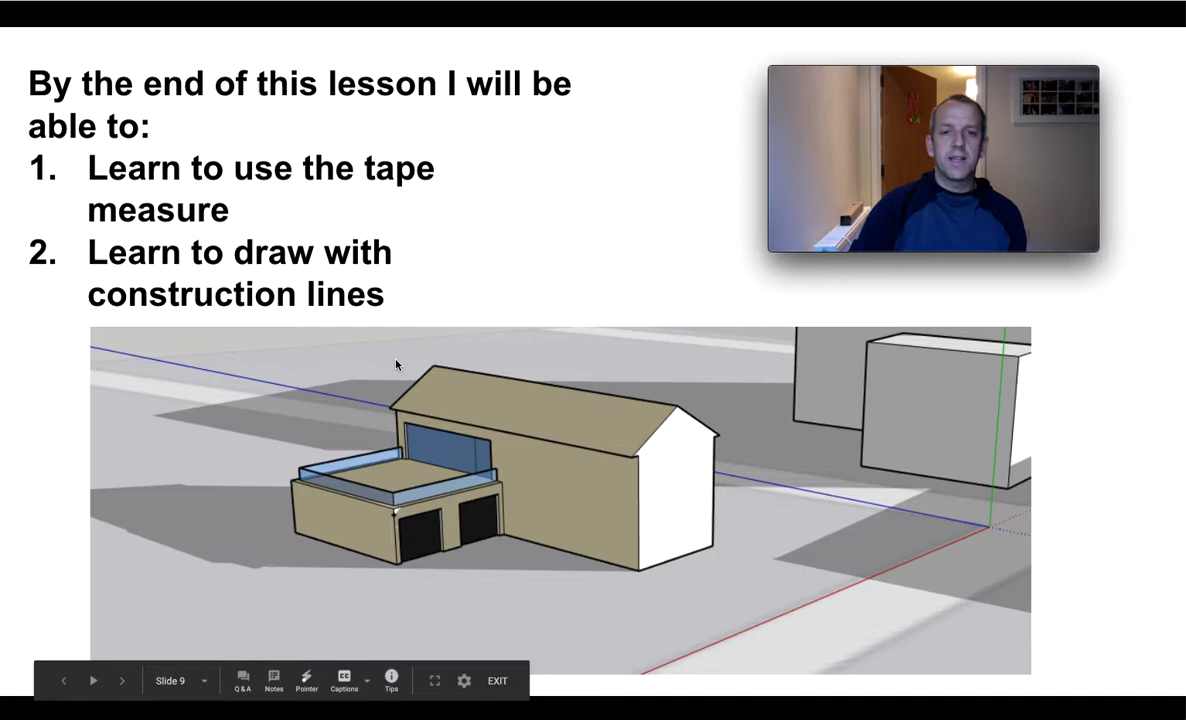 By the end of this lesson I will be
able to:
1. Learn to use the tape
measure
2. Learn to draw with
construction lines
Slide 9
Q & A
Notes
Pointer
CC
Captions
Tips
EXIT